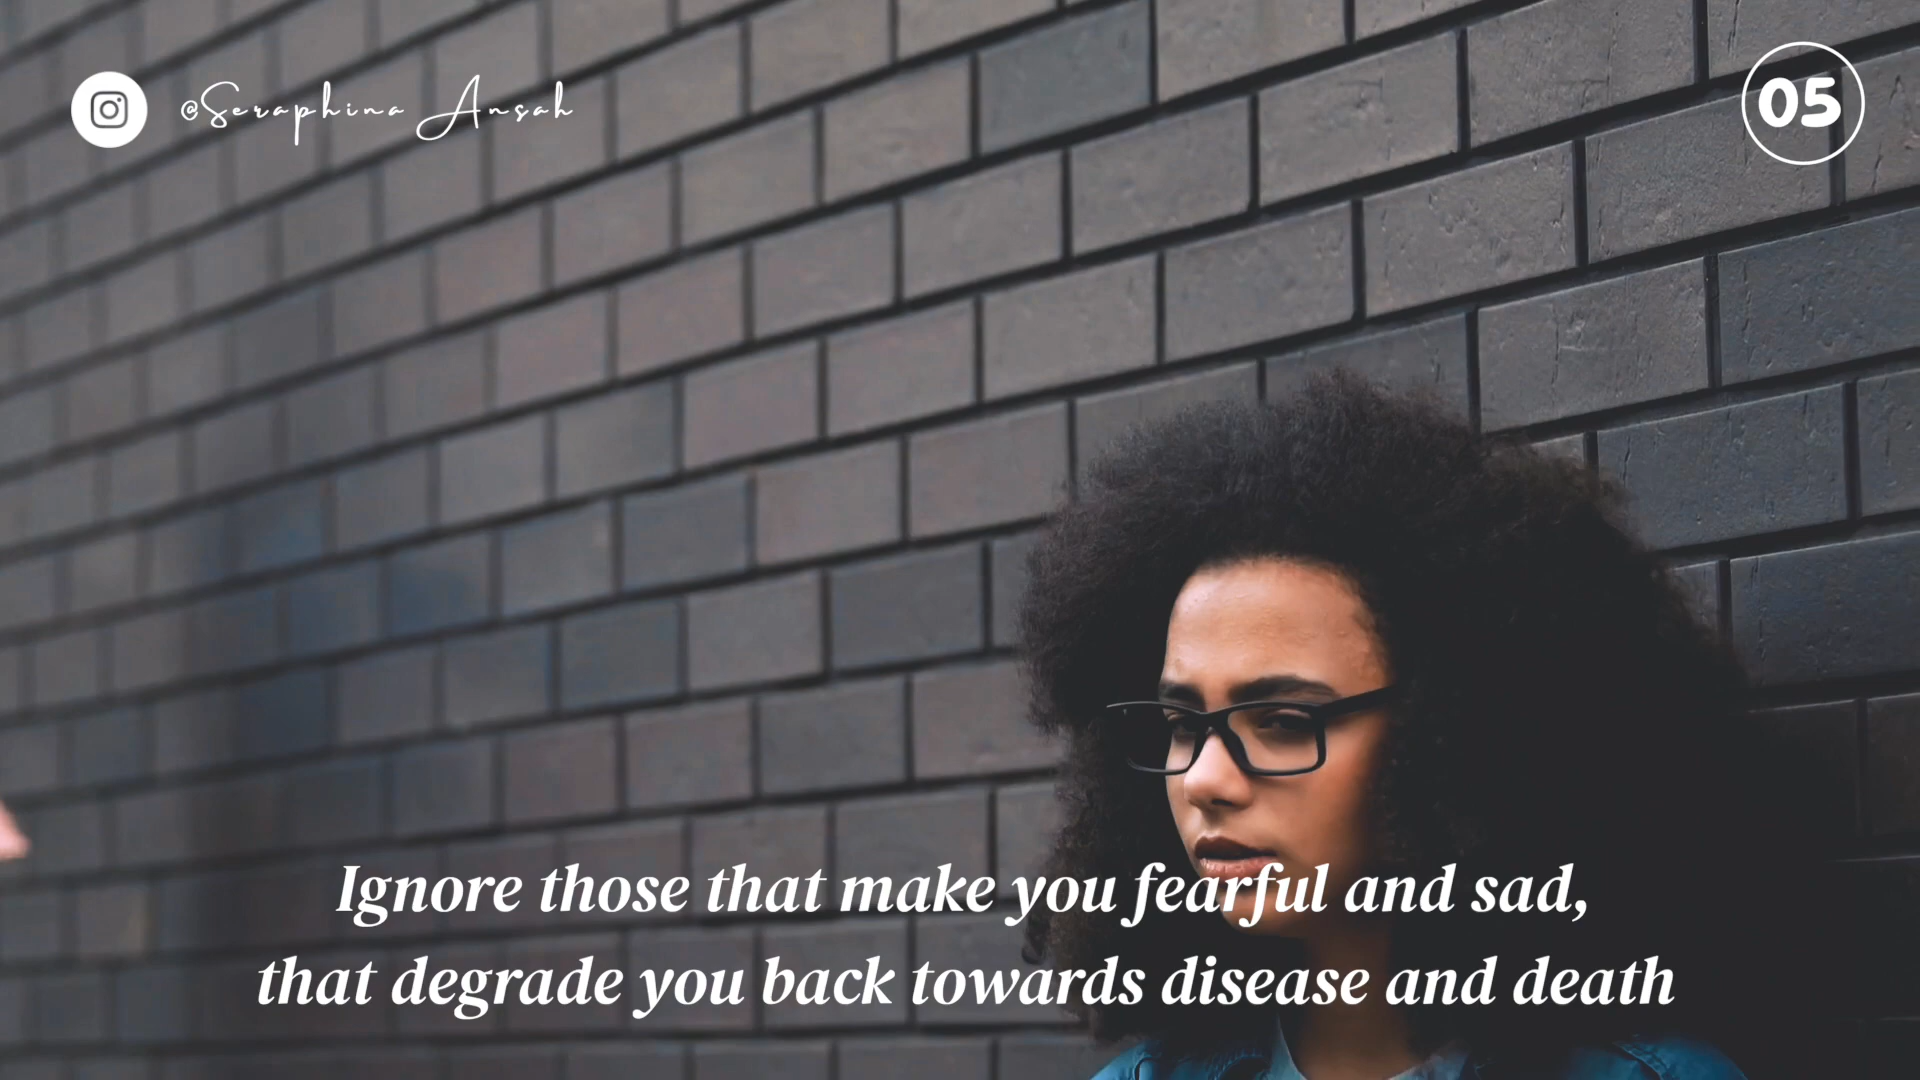 @Seraphina Ansah
05
Ignore those that make you fearful and sad,
that degrade you back towards disease and death